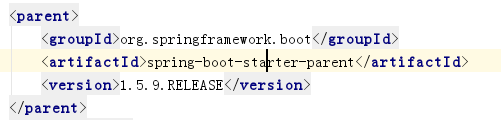 <parent>
<groupId>org.springframework.boot</groupId>
<artifactId>spring-boot-starter-parent</artifactId>
<version>1.5.9.RELEASE</version>
</parent>